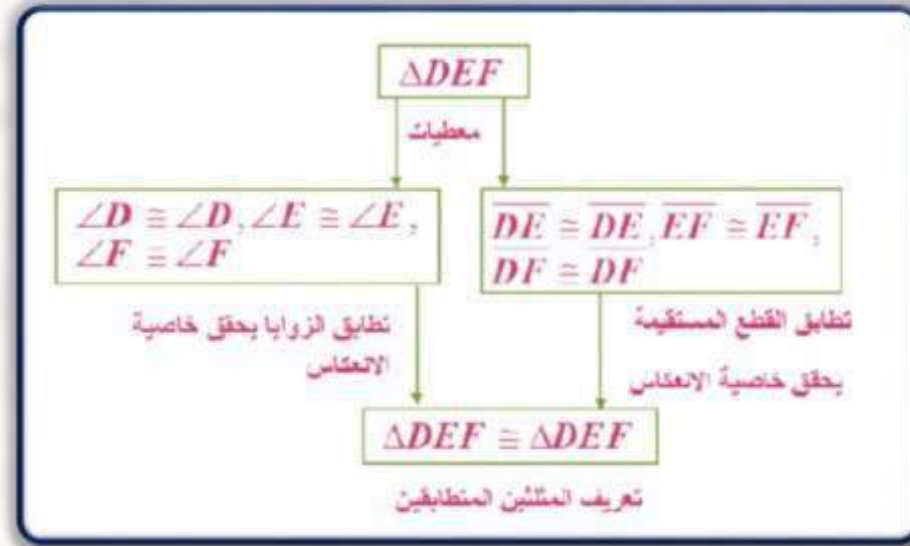 ΔDEF
معطيات
∠D ≅ ∠D, ∠E ≅ ∠E,
∠F ≅ ∠F
DE ≅ DE, EF ≅ EF,
DF ≅ DF
تطابق الزوايا يحقق خاصية
الانعكاس
تطابق القطع المستقيمة
يحقق خاصية الانعكاس
ΔDEF ≅ ΔDEF
تعريف المثلثين المتطابقين